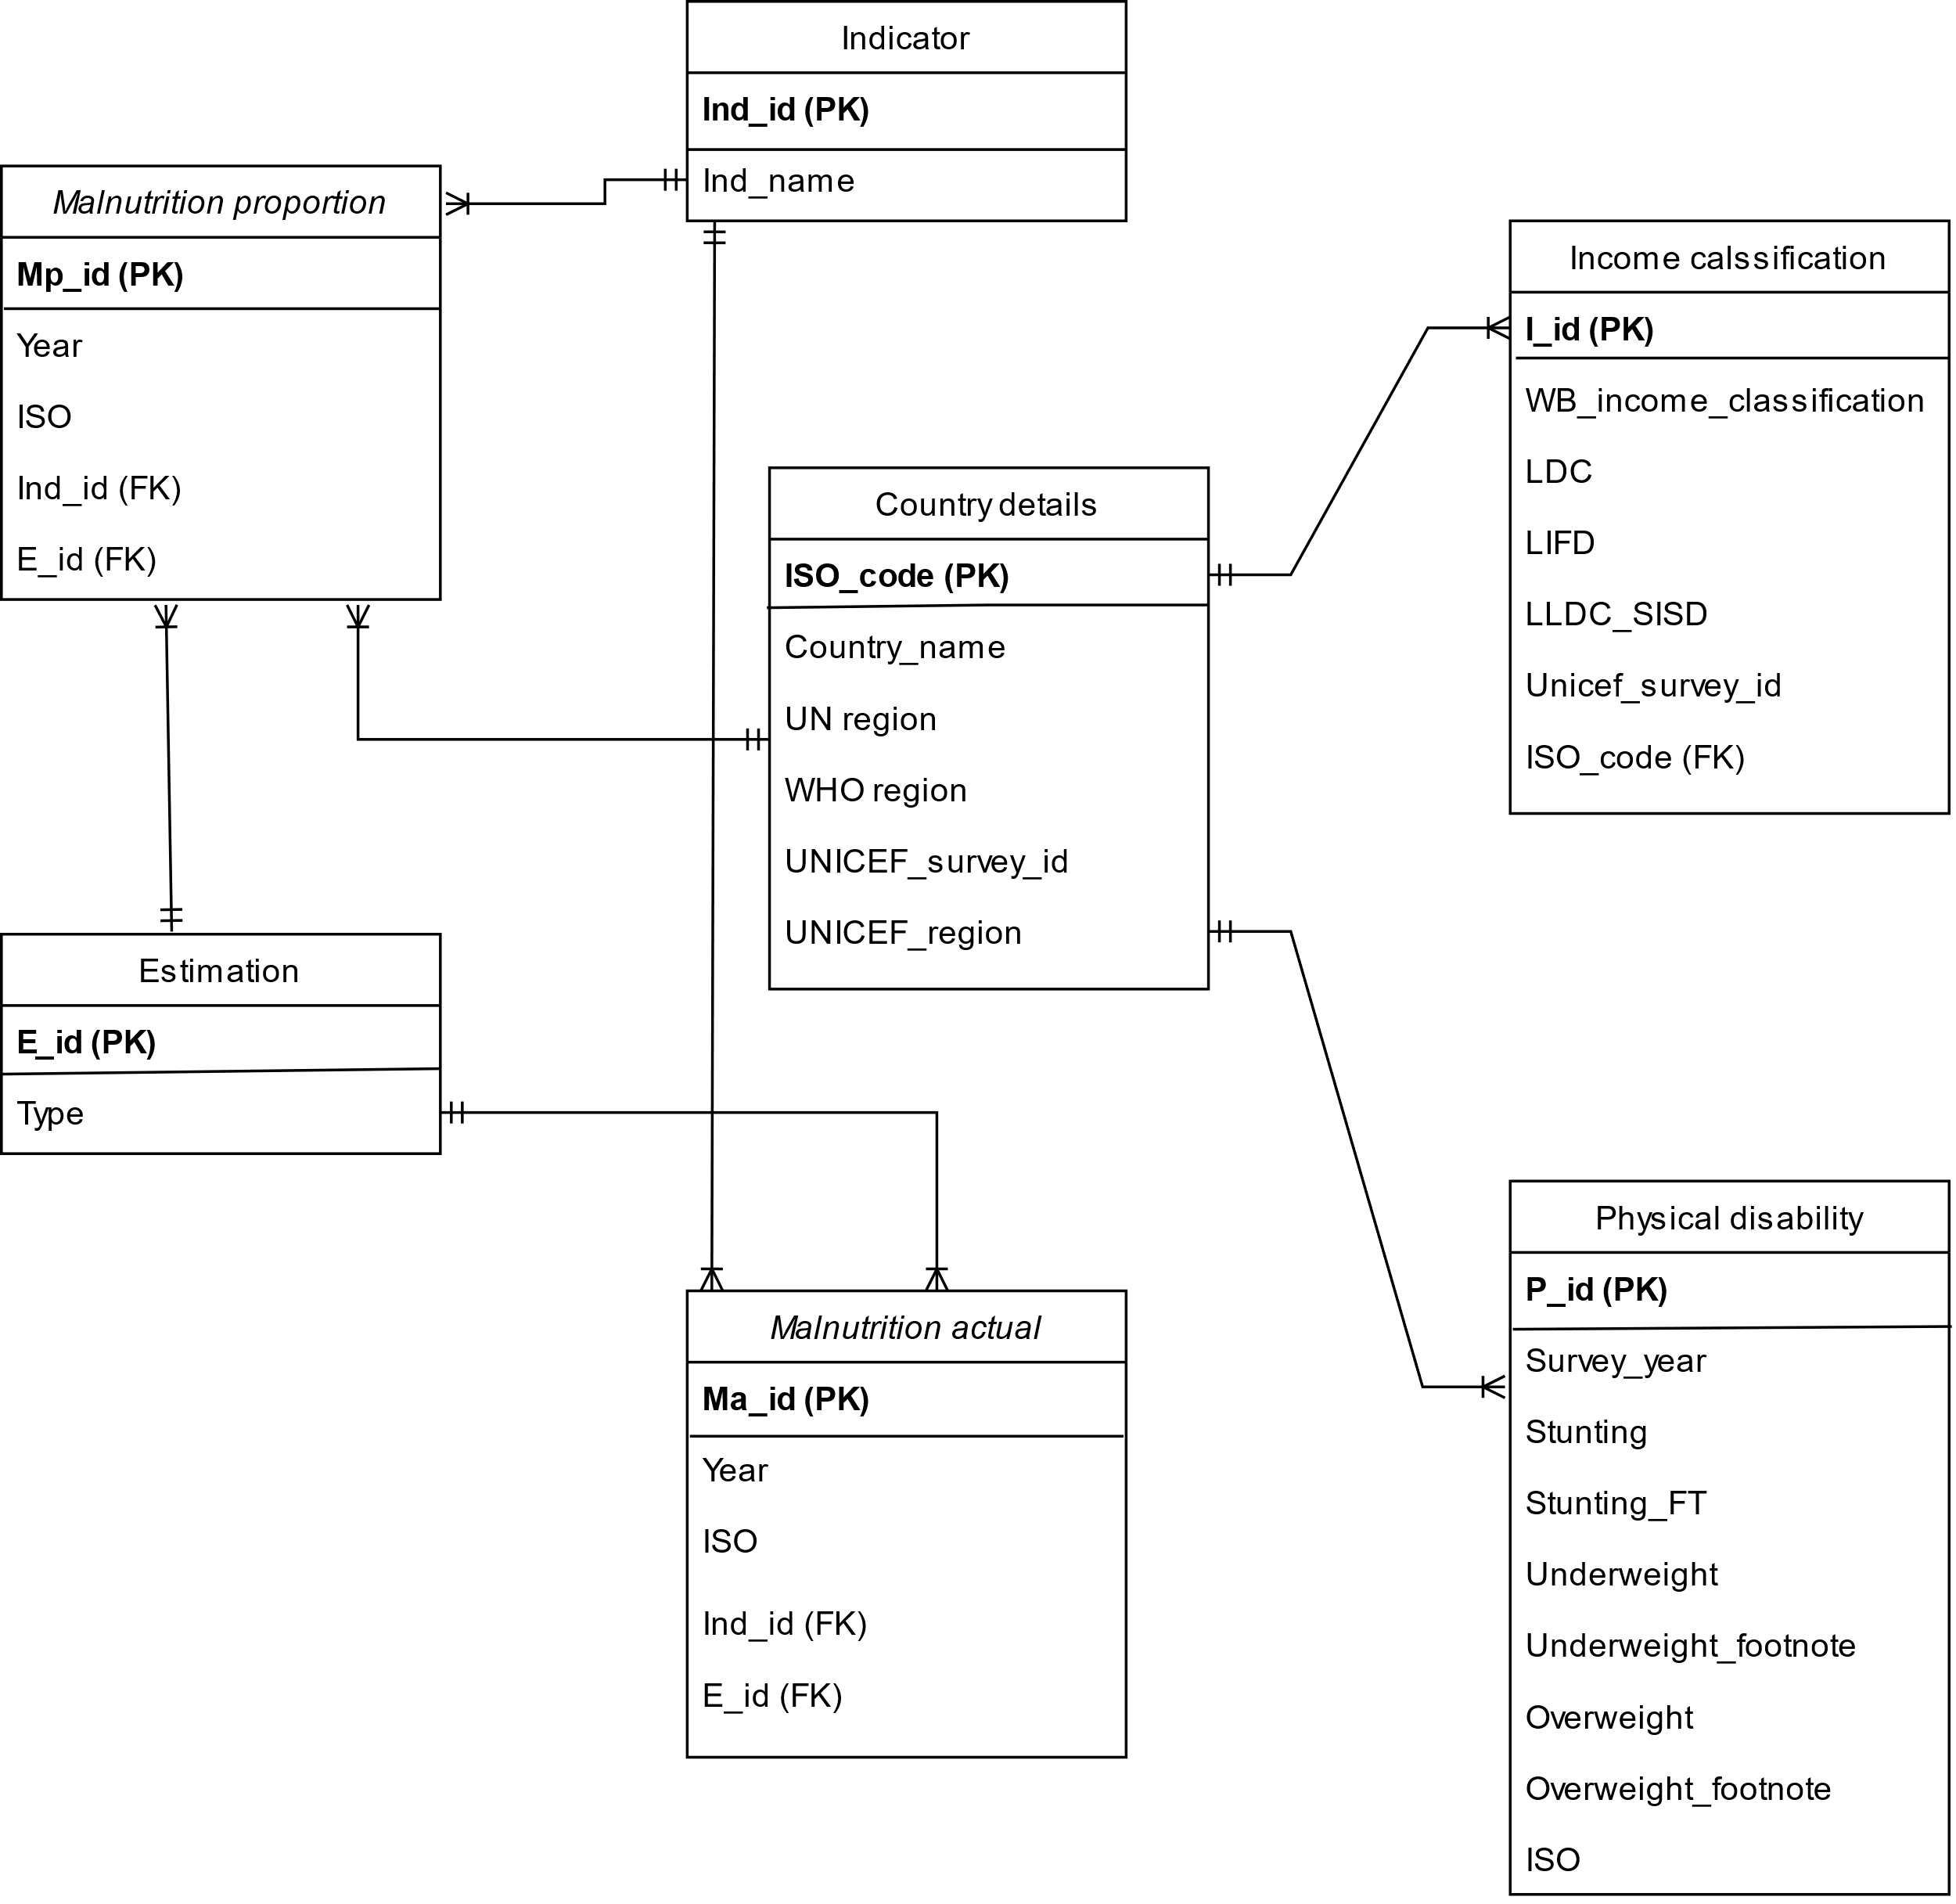 Indicator
Ind_id (PK)
Ind_name
Malnutrition proportion
Mp_id (PK)
Year
ISO
Ind_id (FK)
E_id (FK)
Income calssification
I_id (PK)
WB_income_classification
LDC
LIFD
LLDC_SISD
Unicef_survey_id
ISO_code (FK)
Country details
ISO_code (PK)
Country_name
UN region
WHO region
UNICEF_survey_id
UNICEF_region
Estimation
E_id (PK)
Type
Malnutrition actual
Ma_id (PK)
Year
ISO
Ind_id (FK)
E_id (FK)
Physical disability
P_id (PK)
Survey_year
Stunting
Stunting_FT
Underweight
Underweight_footnote
Overweight
Overweight_footnote
ISO